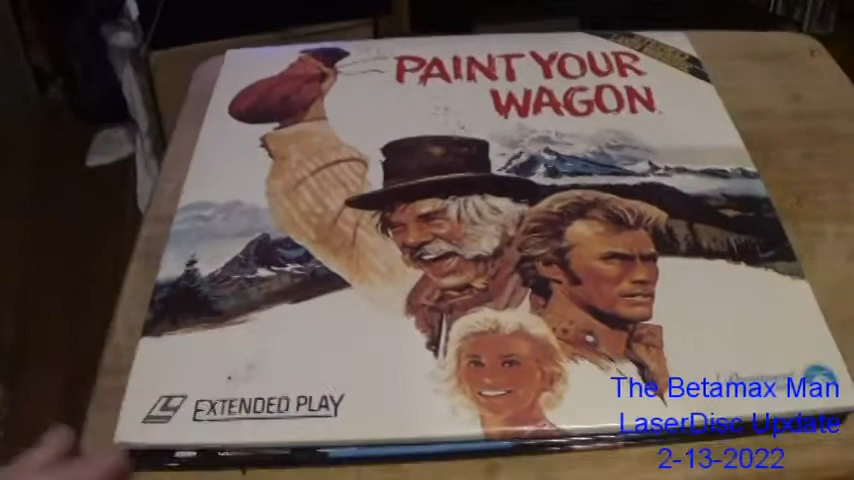 PAINT YOUR
WAGON
EXTENDED PLAY
The Betamax Man
LaserDisc Update
2-13-2022